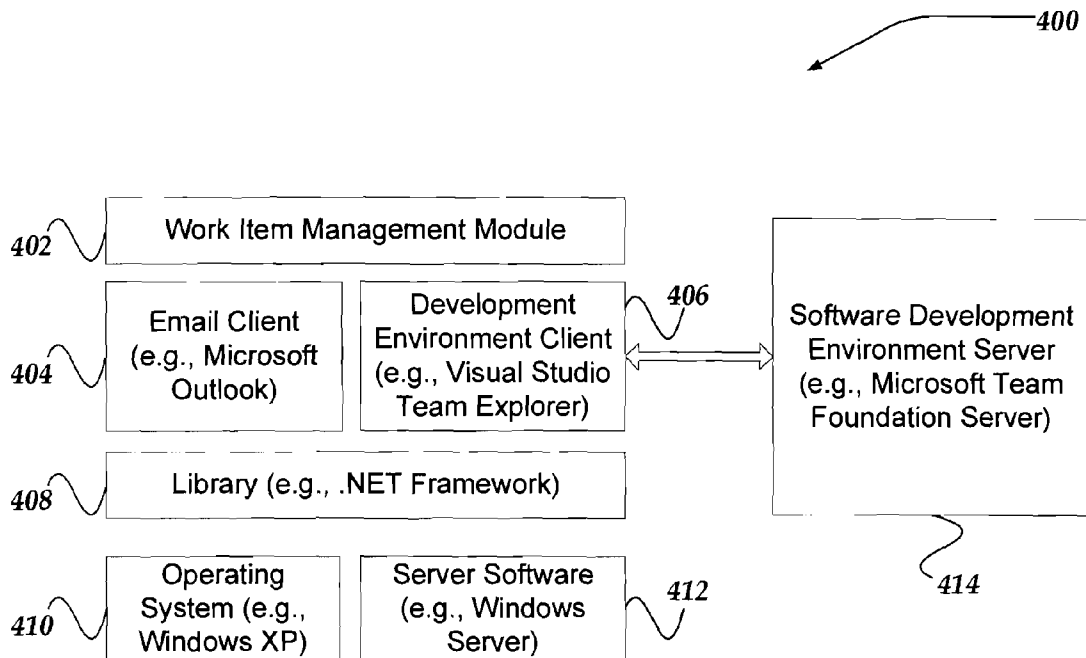 400
402
Work Item Management Module
404
Email Client
(e.g., Microsoft
Outlook)
Development
Environment Client
(e.g., Visual Studio
Team Explorer)
406
Software Development
Environment Server
(e.g., Microsoft Team
Foundation Server)
408
Library (e.g., .NET Framework)
410
Operating
System (e.g.,
Windows XP)
Server Software
(e.g., Windows
Server)
412
414